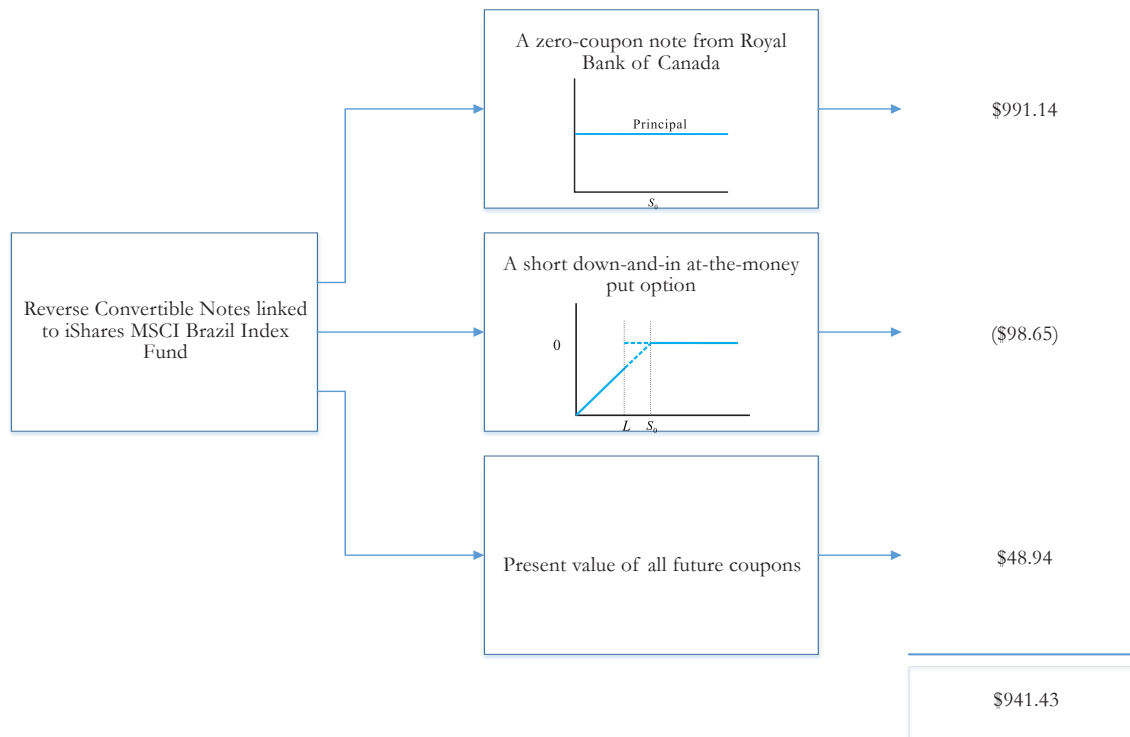 A zero-coupon note from Royal
Bank of Canada
Principal
S₀
$991.14
Reverse Convertible Notes linked
to iShares MSCI Brazil Index
Fund
A short down-and-in at-the-money
put option
0
L S₀
($98.65)
Present value of all future coupons
$48.94
$941.43